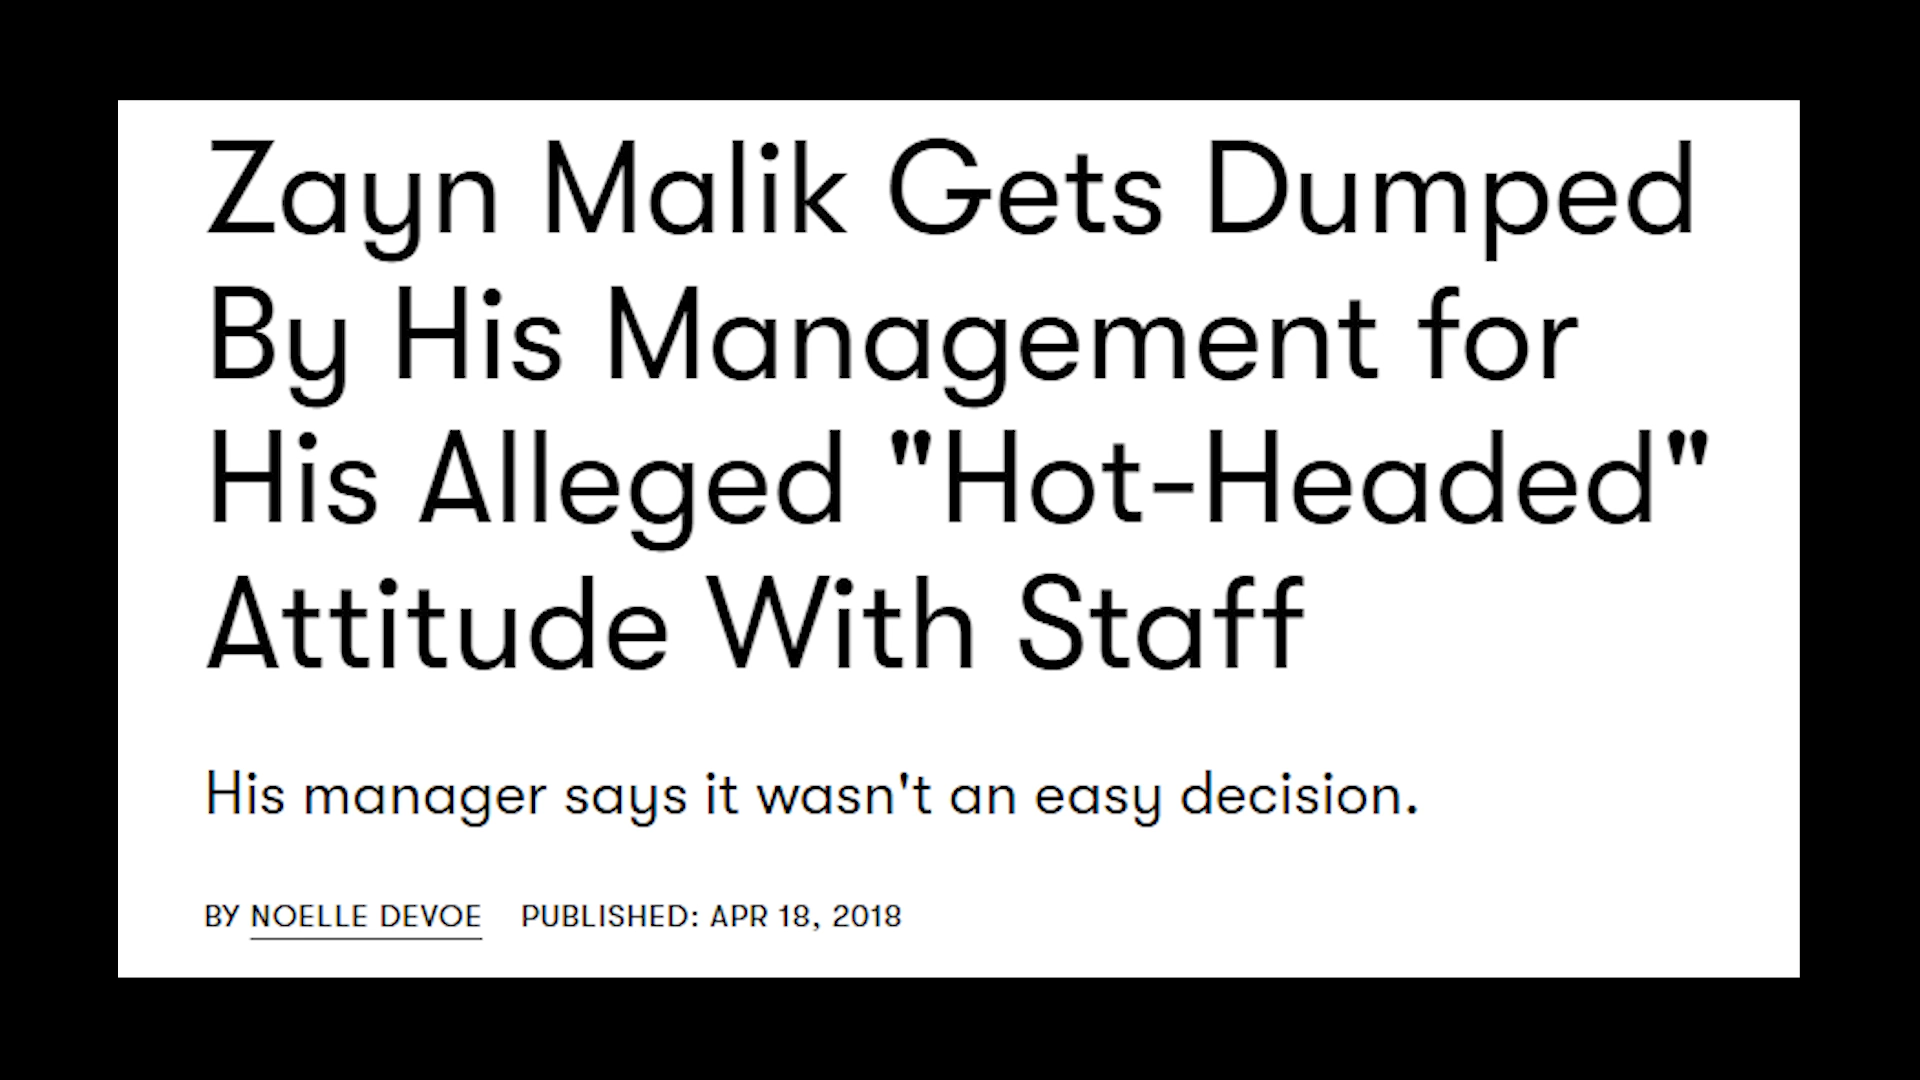 Zayn Malik Gets Dumped
By His Management for
His Alleged "Hot-Headed"
Attitude With Staff
His manager says it wasn't an easy decision.
BY NOELLE DEVOE PUBLISHED: APR 18, 2018